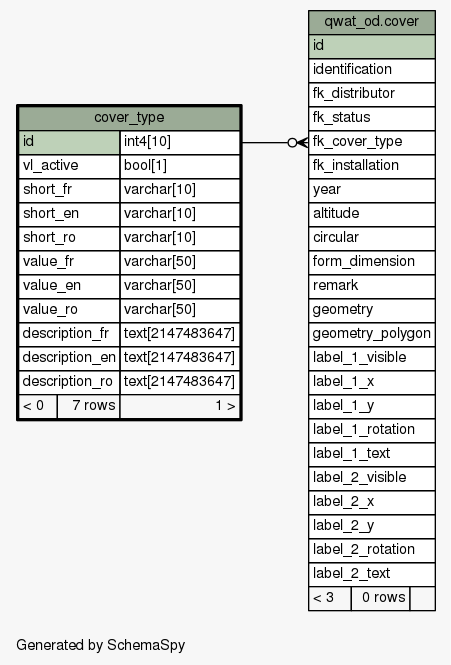 cover_type
id int4[10]
vl_active bool[1]
short_fr varchar[10]
short_en varchar[10]
short_ro varchar[10]
value_fr varchar[50]
value_en varchar[50]
value_ro varchar[50]
description_fr text[2147483647]
description_en text[2147483647]
description_ro text[2147483647]
< 0 7 rows 1 >
qwat_od.cover
id
identification
fk_distributor
fk_status
fk_cover_type
fk_installation
year
altitude
circular
form_dimension
remark
geometry
geometry_polygon
label_1_visible
label_1_x
label_1_y
label_1_rotation
label_1_text
label_2_visible
label_2_x
label_2_y
label_2_rotation
label_2_text
< 3 0 rows
Generated by SchemaSpy